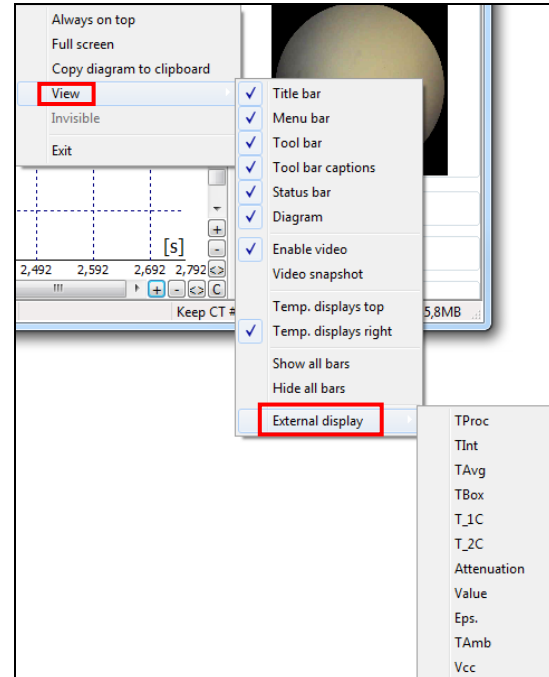 Always on top
Full screen
Copy diagram to clipboard
View
Invisible
Exit
Title bar
Menu bar
Tool bar
Tool bar captions
Status bar
Diagram
Enable video
Video snapshot
Temp. displays top
Temp. displays right
Show all bars
Hide all bars
External display
TProc
TInt
TAvg
TBox
T_1C
T_2C
Attenuation
Value
Eps.
TAmb
Vcc
[s]
2,492 2,592 2,692 2,792
+
-
<>
+ - <> C
Keep CT #
5,8MB